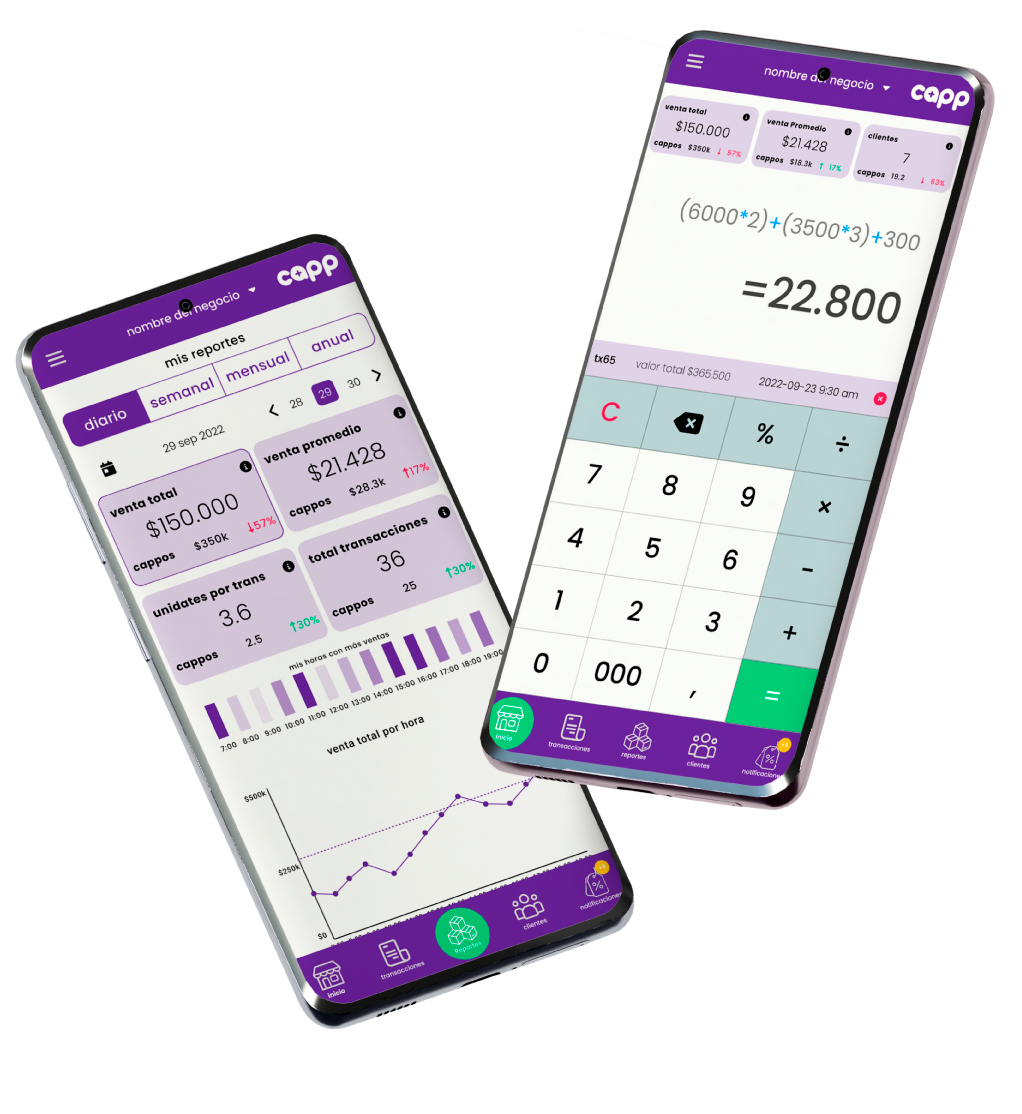 nombre del negocio
capp
mis reportes
diario
semanal
mensual
anual
29 sep 2022
28
29
30
venta total
$150.000
cappos $350k ↓57%
venta promedio
$21.428
cappos $28.3k ↑17%
unidates por trans
3.6
cappos 2.5 ↑30%
total transacciones
36
cappos 25 ↑30%
mis horas con más ventas
7:00 8:00 9:00 10:00 11:00 12:00 13:00 14:00 15:00 16:00 17:00 18:00 19:00
venta total por hora
$500k
$250k
$0
inicio
transacciones
Reportes
clientes
notificaciones
nombre del negocio
capp
venta total
$150.000
cappos $350k ↓ 57%
venta Promedio
$21.428
cappos $18.3k ↑ 17%
clientes
7
cappos 19.2 ↓ 63%
(6000*2)+(3500*3)+300
=22.800
tx65 valor total $365.500 2022-09-23 9:30 am
C % ÷
7 8 9 ×
4 5 6 -
1 2 3 +
0 000 , =
inicio
transacciones
reportes
clientes
notificaciones